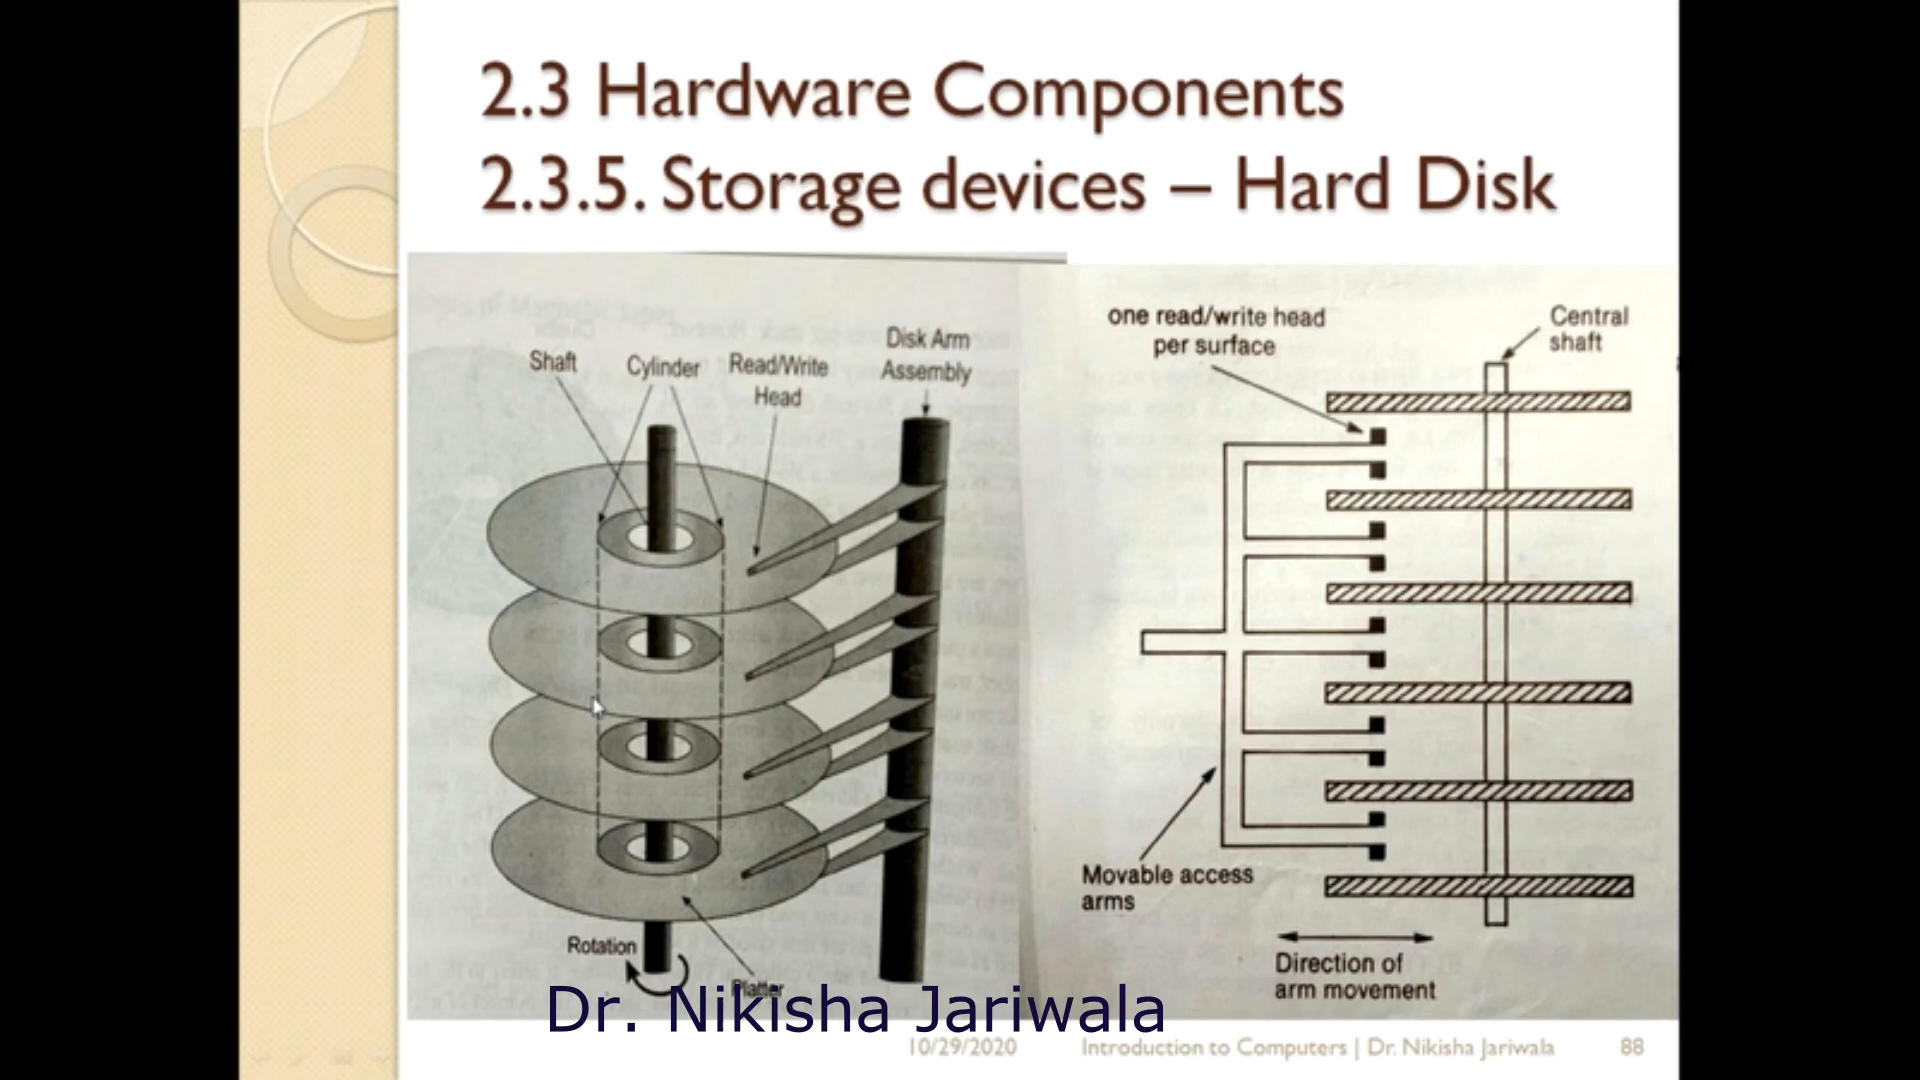 2.3 Hardware Components
2.3.5. Storage devices – Hard Disk
Shaft
Cylinder
Read/Write
Head
Disk Arm
Assembly
Rotation
Platter
one read/write head
per surface
Central
shaft
Movable access
arms
Direction of
arm movement
Dr. Nikisha Jariwala
10/29/2020
Introduction to Computers | Dr. Nikisha Jariwala
88